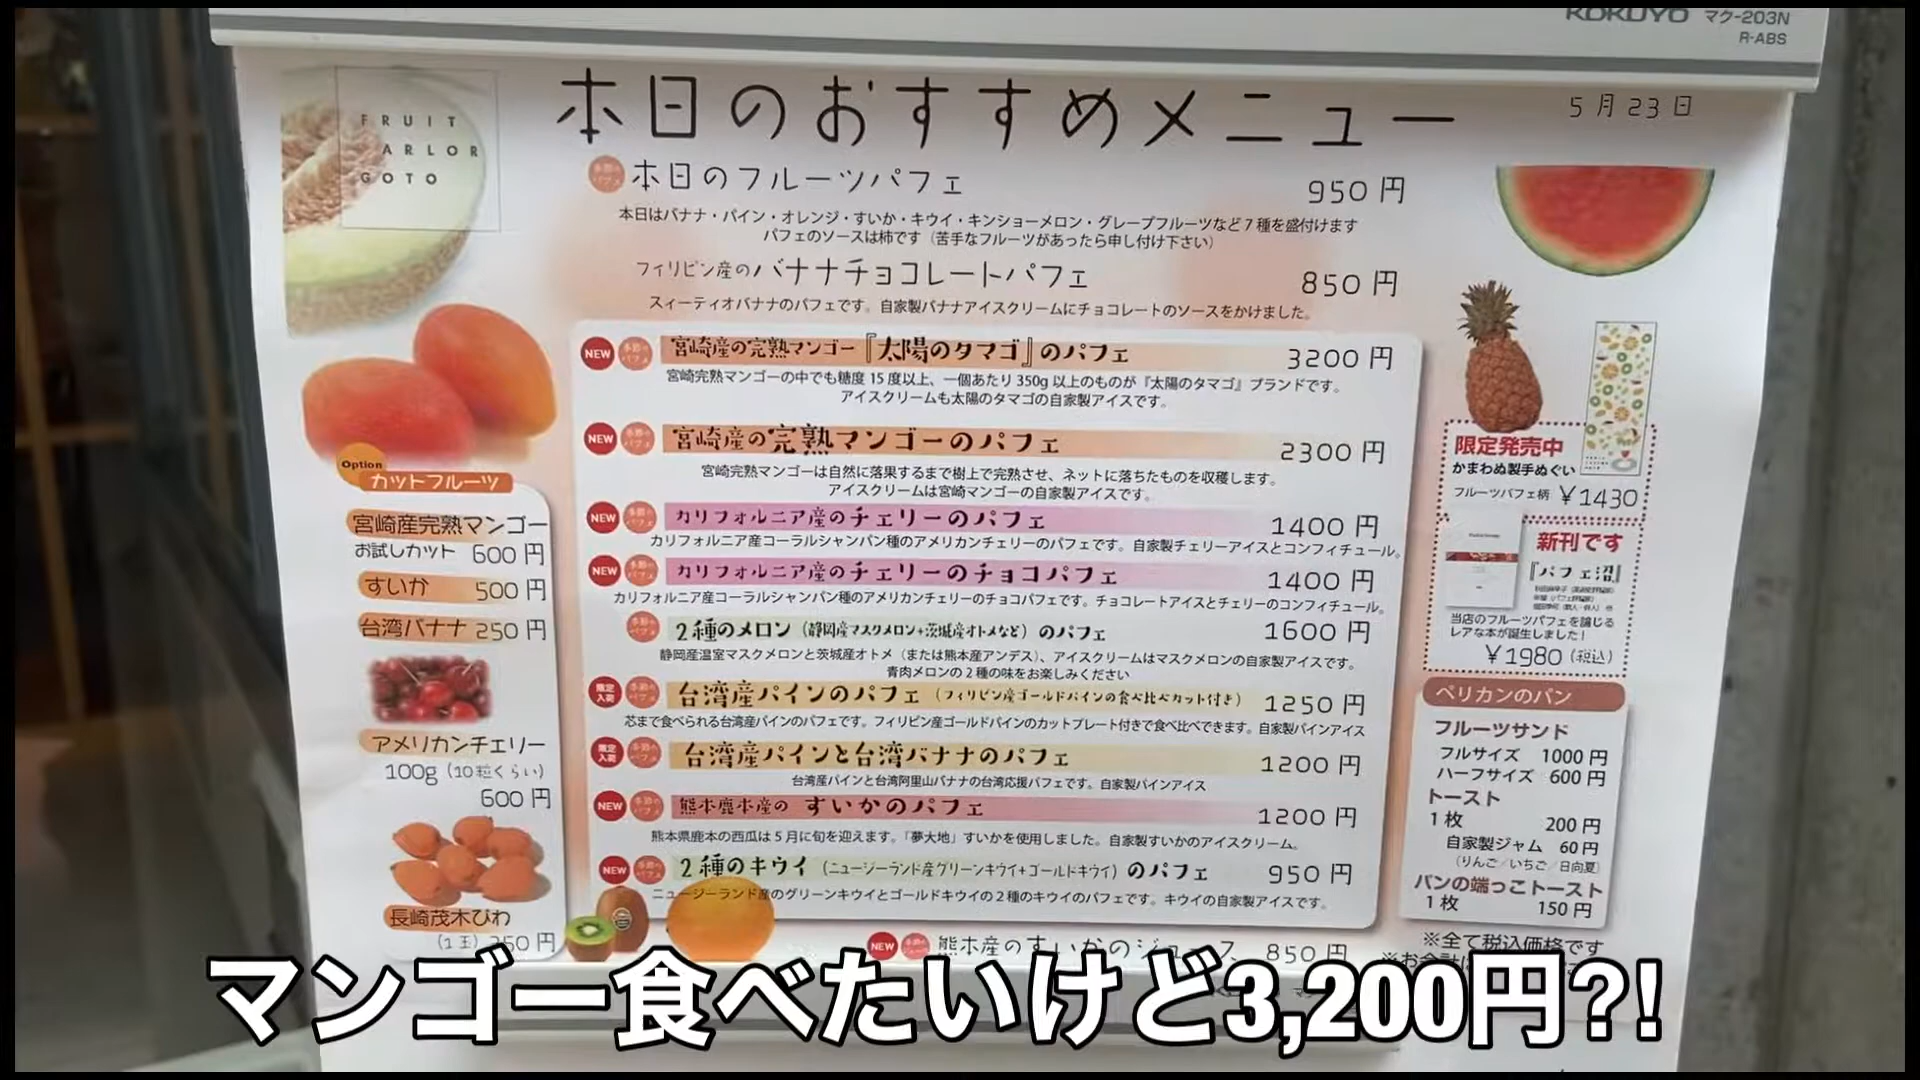 KOKUYO マク-203N
R-ABS
FRUIT
PARLOR
GOTO
本日のおすすめメニュー
5月23日
季節のパフェ 本日のフルーツパフェ 950円
本日はバナナ・パイン・オレンジ・すいか・キウイ・キンショーメロン・グレープフルーツなど7種を盛付けます
パフェのソースは柿です（苦手なフルーツがあったら申し付け下さい）
フィリピン産のバナナチョコレートパフェ 850円
スィーティオバナナのパフェです。自家製バナナアイスクリームにチョコレートのソースをかけました。
NEW 季節のパフェ 宮崎産の完熟マンゴー『太陽のタマゴ』のパフェ 3200円
宮崎完熟マンゴーの中でも糖度15度以上、一個あたり350g以上のものが『太陽のタマゴ』ブランドです。
アイスクリームも太陽のタマゴの自家製アイスです。
NEW 季節のパフェ 宮崎産の完熟マンゴーのパフェ 2300円
宮崎完熟マンゴーは自然に落果するまで樹上で完熟させ、ネットに落ちたものを収穫します。
アイスクリームは宮崎マンゴーの自家製アイスです。
NEW 季節のパフェ カリフォルニア産のチェリーのパフェ 1400円
カリフォルニア産コーラルシャンパン種のアメリカンチェリーのパフェです。自家製チェリーアイスとコンフィチュール。
NEW 季節のパフェ カリフォルニア産のチェリーのチョコパフェ 1400円
カリフォルニア産コーラルシャンパン種のアメリカンチェリーのチョコパフェです。チョコレートアイスとチェリーのコンフィチュール。
季節のパフェ 2種のメロン（静岡産マスクメロン+茨城産オトメなど）のパフェ 1600円
静岡産温室マスクメロンと茨城産オトメ（または熊本産アンデス）、アイスクリームはマスクメロンの自家製アイスです。
青肉メロンの2種の味をお楽しみください
限定入荷 季節のパフェ 台湾産パインのパフェ（フィリピン産ゴールドパインの食べ比べカット付き） 1250円
芯まで食べられる台湾産パインのパフェです。フィリピン産ゴールドパインのカットプレート付きで食べ比べできます。自家製パインアイス
限定入荷 季節のパフェ 台湾産パインと台湾バナナのパフェ 1200円
台湾産パインと台湾阿里山バナナの台湾応援パフェです。自家製パインアイス
NEW 季節のパフェ 熊本鹿本産の すいかのパフェ 1200円
熊本県鹿本の西瓜は5月に旬を迎えます。「夢大地」すいかを使用しました。自家製すいかのアイスクリーム。
NEW 季節のパフェ 2種のキウイ（ニュージーランド産グリーンキウイ+ゴールドキウイ）のパフェ 950円
ニュージーランド産のグリーンキウイとゴールドキウイの2種のキウイのパフェです。キウイの自家製アイスです。
NEW 熊本産のすいかのジュース 850円
Option
カットフルーツ
宮崎産完熟マンゴー
お試しカット 600円
すいか 500円
台湾バナナ 250円
アメリカンチェリー
100g（10粒くらい）
600円
長崎茂木びわ
（1玉）350円
限定発売中
かまわぬ製手ぬぐい
フルーツパフェ柄 ￥1430
新刊です
『パフェ沼』
当店のフルーツパフェを論じる
レアな本が誕生しました！
￥1980（税込）
ペリカンのパン
フルーツサンド
フルサイズ 1000円
ハーフサイズ 600円
トースト
1枚 200円
自家製ジャム 60円
（りんご／いちご／日向夏）
パンの端っこトースト
1枚 150円
※全て税込価格です
マンゴー食べたいけど3,200円?!